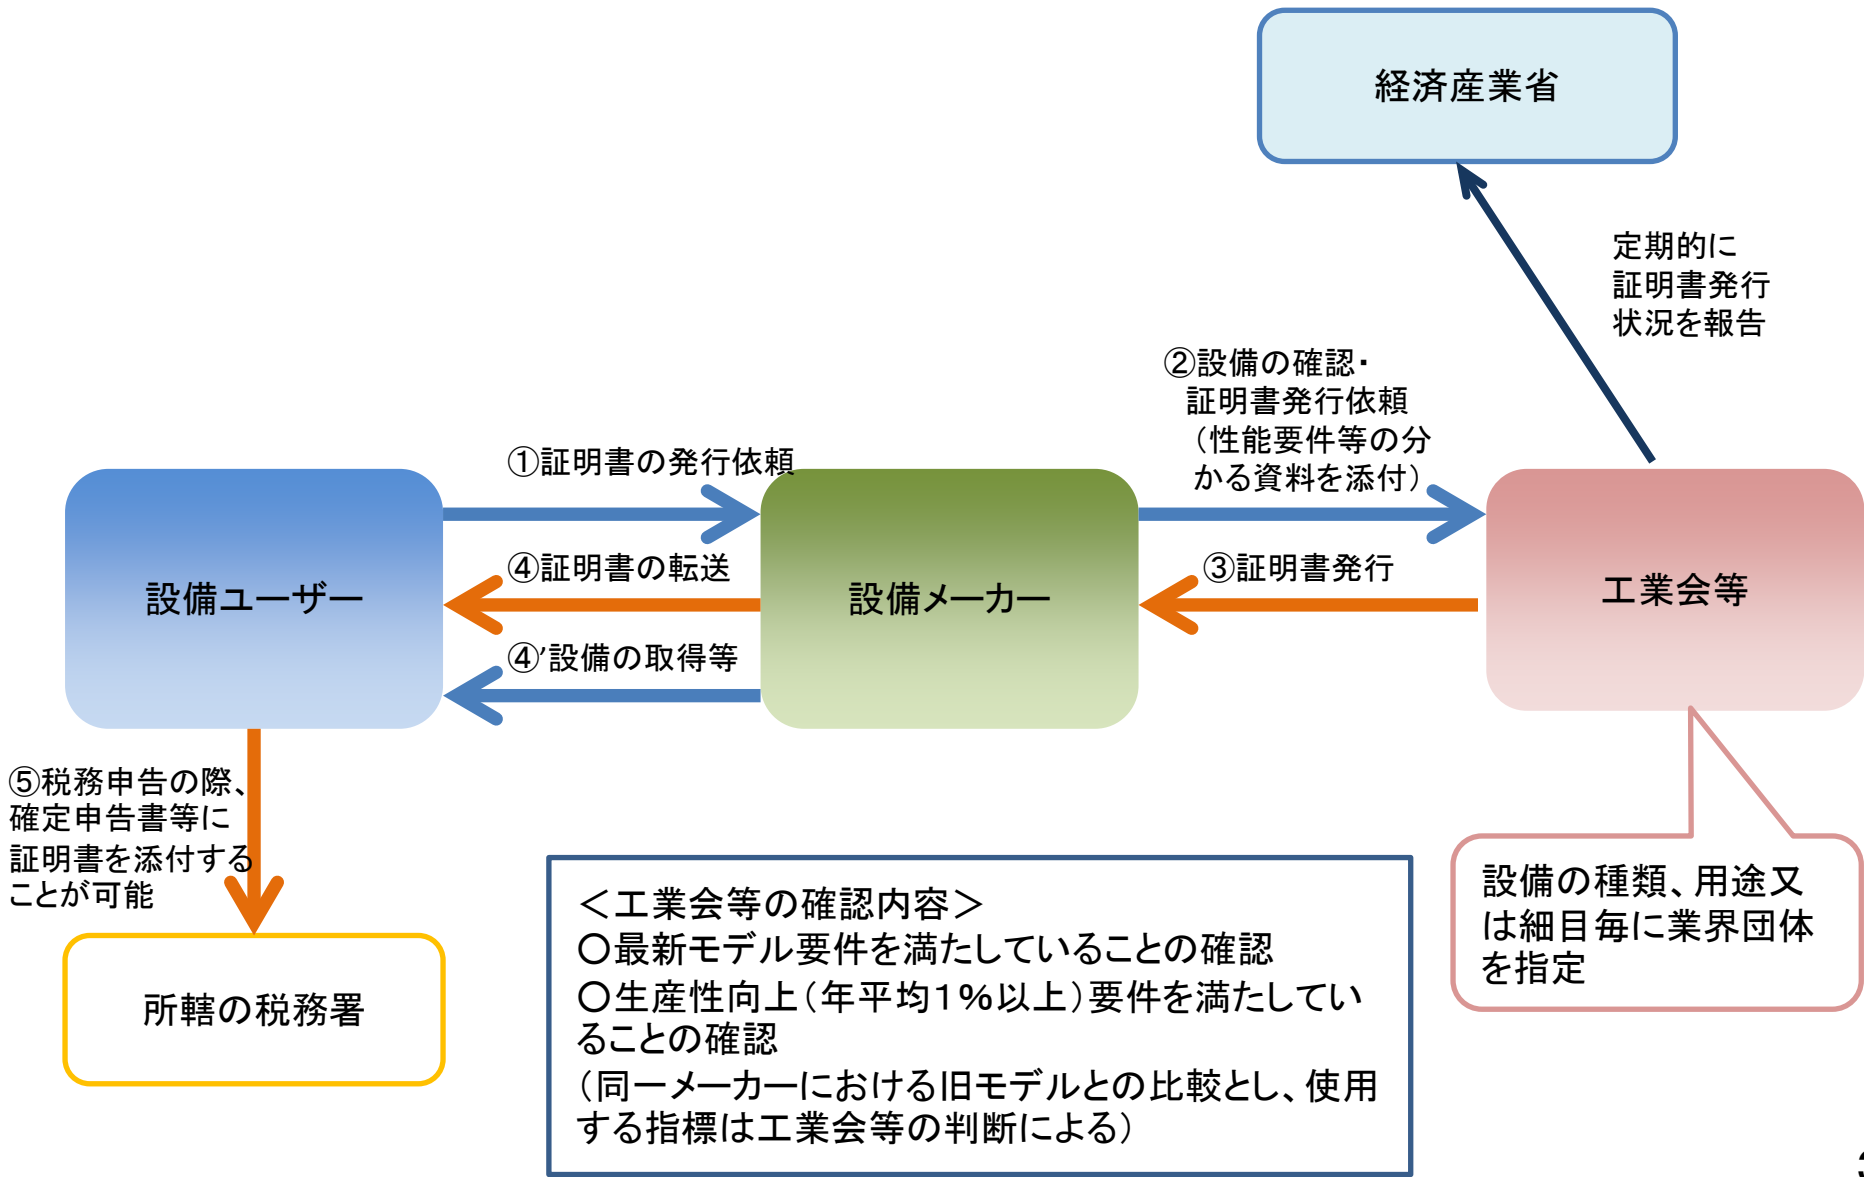 経済産業省
定期的に
証明書発行
状況を報告
②設備の確認・
証明書発行依頼
（性能要件等の分
かる資料を添付）
①証明書の発行依頼
④証明書の転送
③証明書発行
設備ユーザー
設備メーカー
工業会等
④’設備の取得等
⑤税務申告の際、
確定申告書等に
証明書を添付する
ことが可能
所轄の税務署
＜工業会等の確認内容＞
○最新モデル要件を満たしていることの確認
○生産性向上（年平均１％以上）要件を満たしてい
ることの確認
（同一メーカーにおける旧モデルとの比較とし、使用
する指標は工業会等の判断による）
設備の種類、用途又
は細目毎に業界団体
を指定